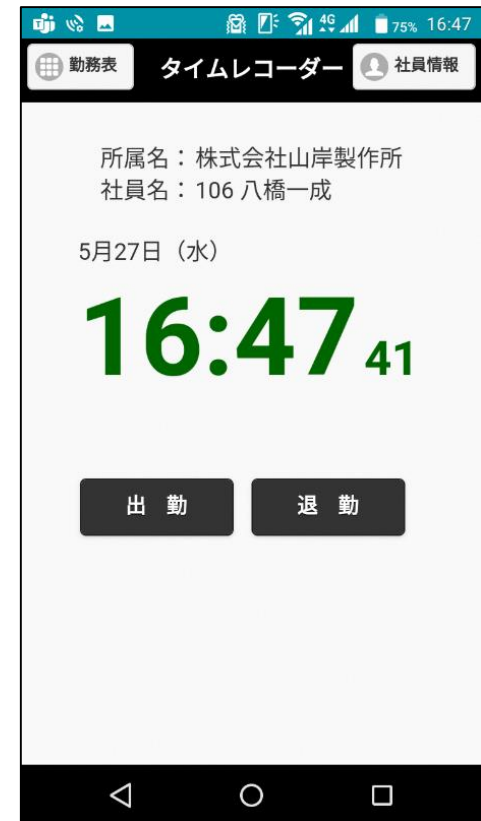 4G 75% 16:47
勤務表 タイムレコーダー 社員情報
所属名：株式会社山岸製作所
社員名：106 八橋一成
5月27日（水）
16:47 41
出 勤 退 勤